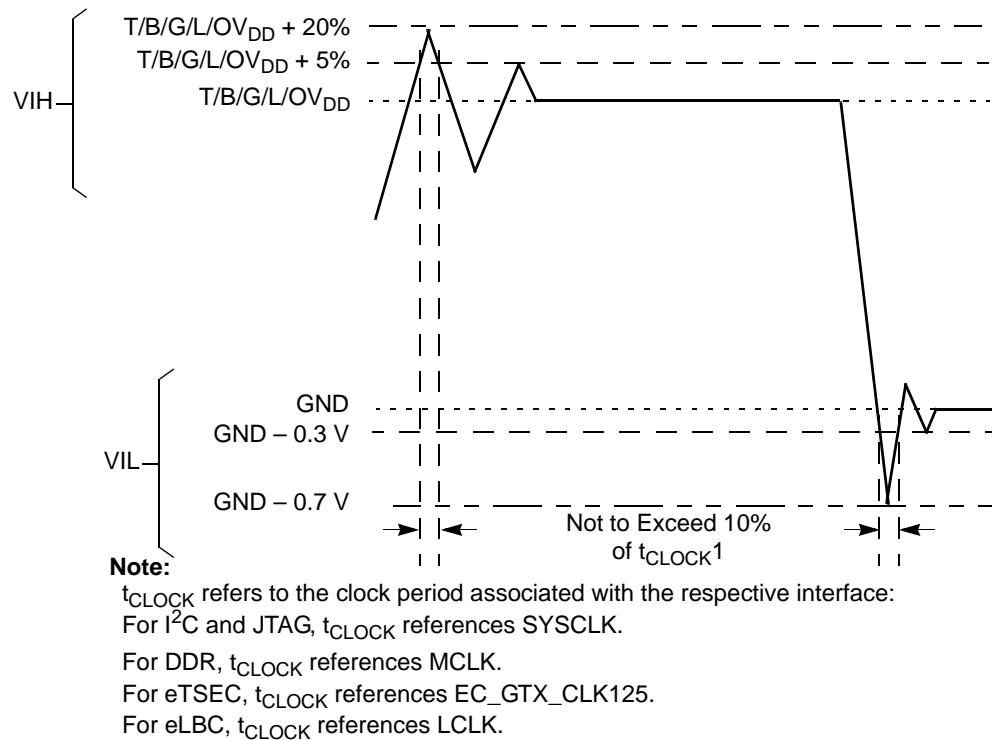 T/B/G/L/OVDD + 20%
T/B/G/L/OVDD + 5%
VIH
T/B/G/L/OVDD
GND
GND – 0.3 V
VIL
GND – 0.7 V
Not to Exceed 10%
of tCLOCK1
Note:
tCLOCK refers to the clock period associated with the respective interface:
For I2C and JTAG, tCLOCK references SYSCLK.
For DDR, tCLOCK references MCLK.
For eTSEC, tCLOCK references EC_GTX_CLK125.
For eLBC, tCLOCK references LCLK.